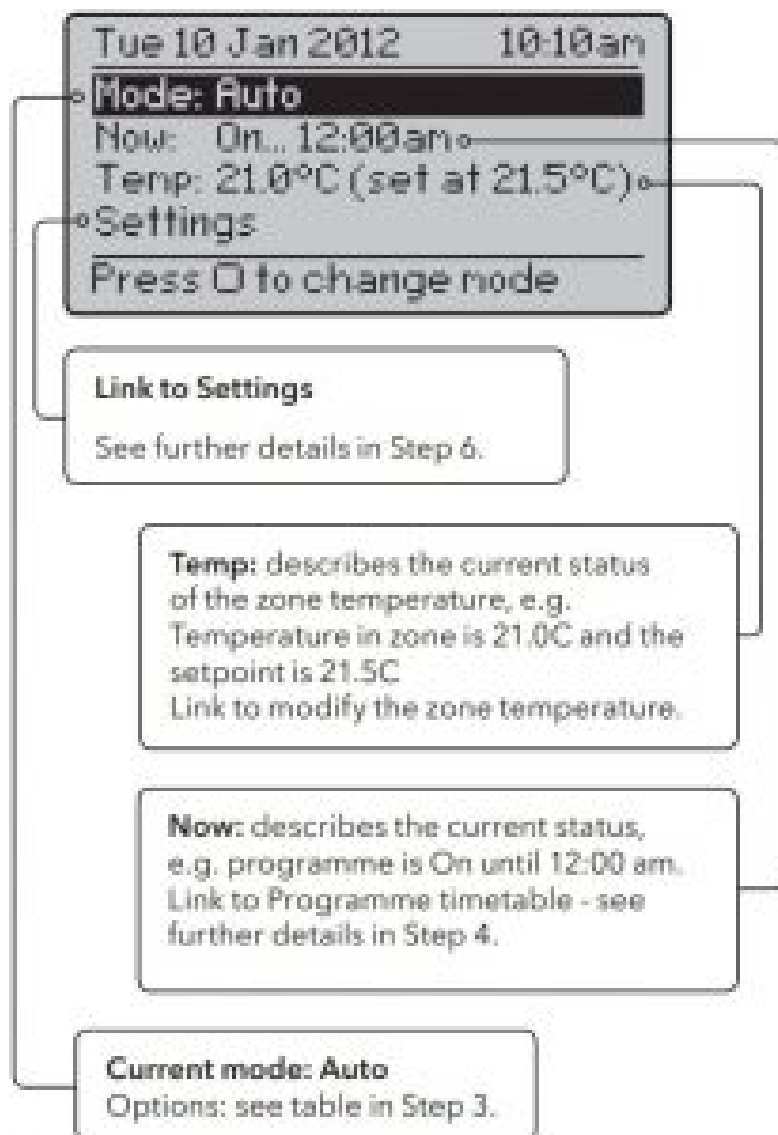 Tue 10 Jan 2012 10:10am
Mode: Auto
Now: On... 12:00am
Temp: 21.0°C (set at 21.5°C)
Settings
Press ▢ to change mode
Link to Settings
See further details in Step 6.
Temp: describes the current status
of the zone temperature, e.g.
Temperature in zone is 21.0C and the
setpoint is 21.5C
Link to modify the zone temperature.
Now: describes the current status,
e.g. programme is On until 12:00 am.
Link to Programme timetable - see
further details in Step 4.
Current mode: Auto
Options: see table in Step 3.